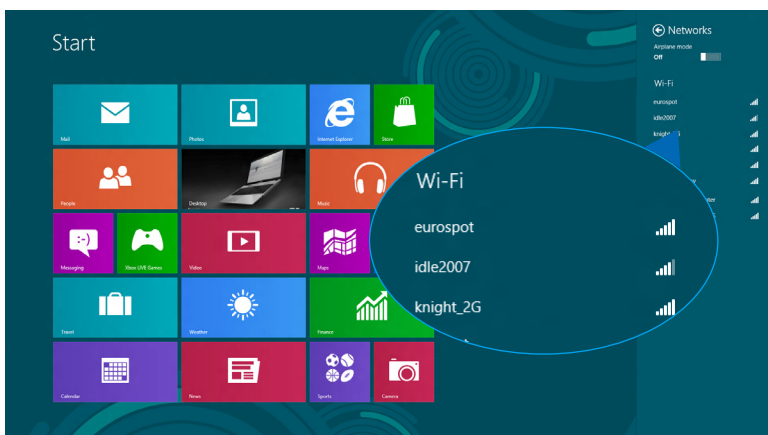 Start
Networks
Airplane mode
Off
Wi-Fi
eurospot
idle2007
Mail
Photos
Internet Explorer
Store
People
Desktop
Music
Messaging
Xbox LIVE Games
Video
Maps
Travel
Weather
Finance
Calendar
News
Sports
Camera
Wi-Fi
eurospot
idle2007
knight_2G